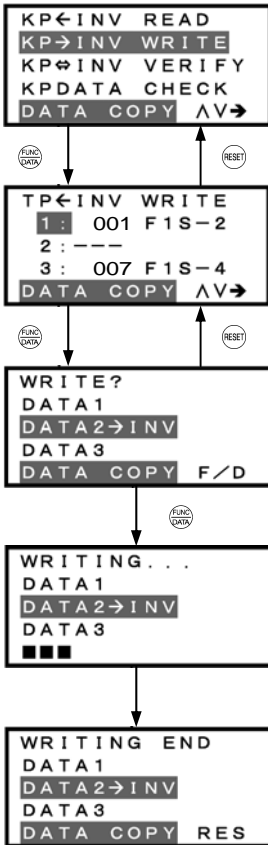 KP←INV READ
KP→INV WRITE
KP⇔INV VERIFY
KPDATA CHECK
DATA COPY ∧∨→
FUNC
DATA
RESET
TP←INV WRITE
1: 001 F1S−2
2:−−−
3: 007 F1S−4
DATA COPY ∧∨→
FUNC
DATA
RESET
WRITE?
DATA1
DATA2→INV
DATA3
DATA COPY F/D
FUNC
DATA
WRITING...
DATA1
DATA2→INV
DATA3
■■■
WRITING END
DATA1
DATA2→INV
DATA3
DATA COPY RES